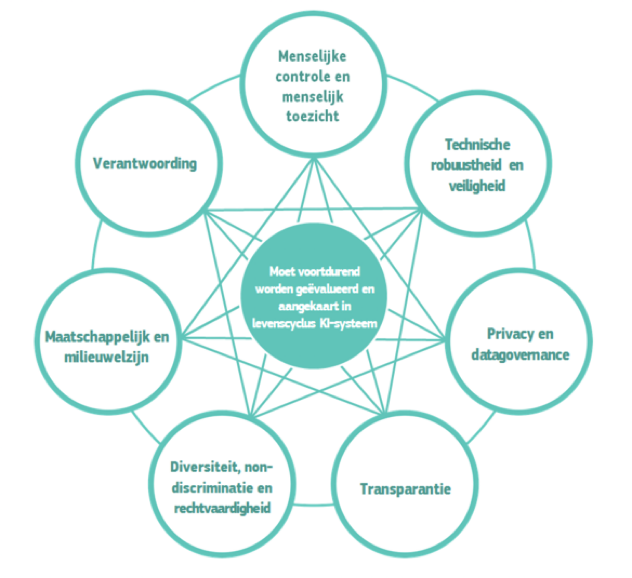 Menselijke
controle en
menselijk
toezicht
Technische
robuustheid en
veiligheid
Privacy en
datagovernance
Transparantie
Diversiteit, non-
discriminatie en
rechtvaardigheid
Maatschappelijk en
milieuwelzijn
Verantwoording
Moet voortdurend
worden geëvalueerd en
aangekaart in
levenscyclus KI-systeem